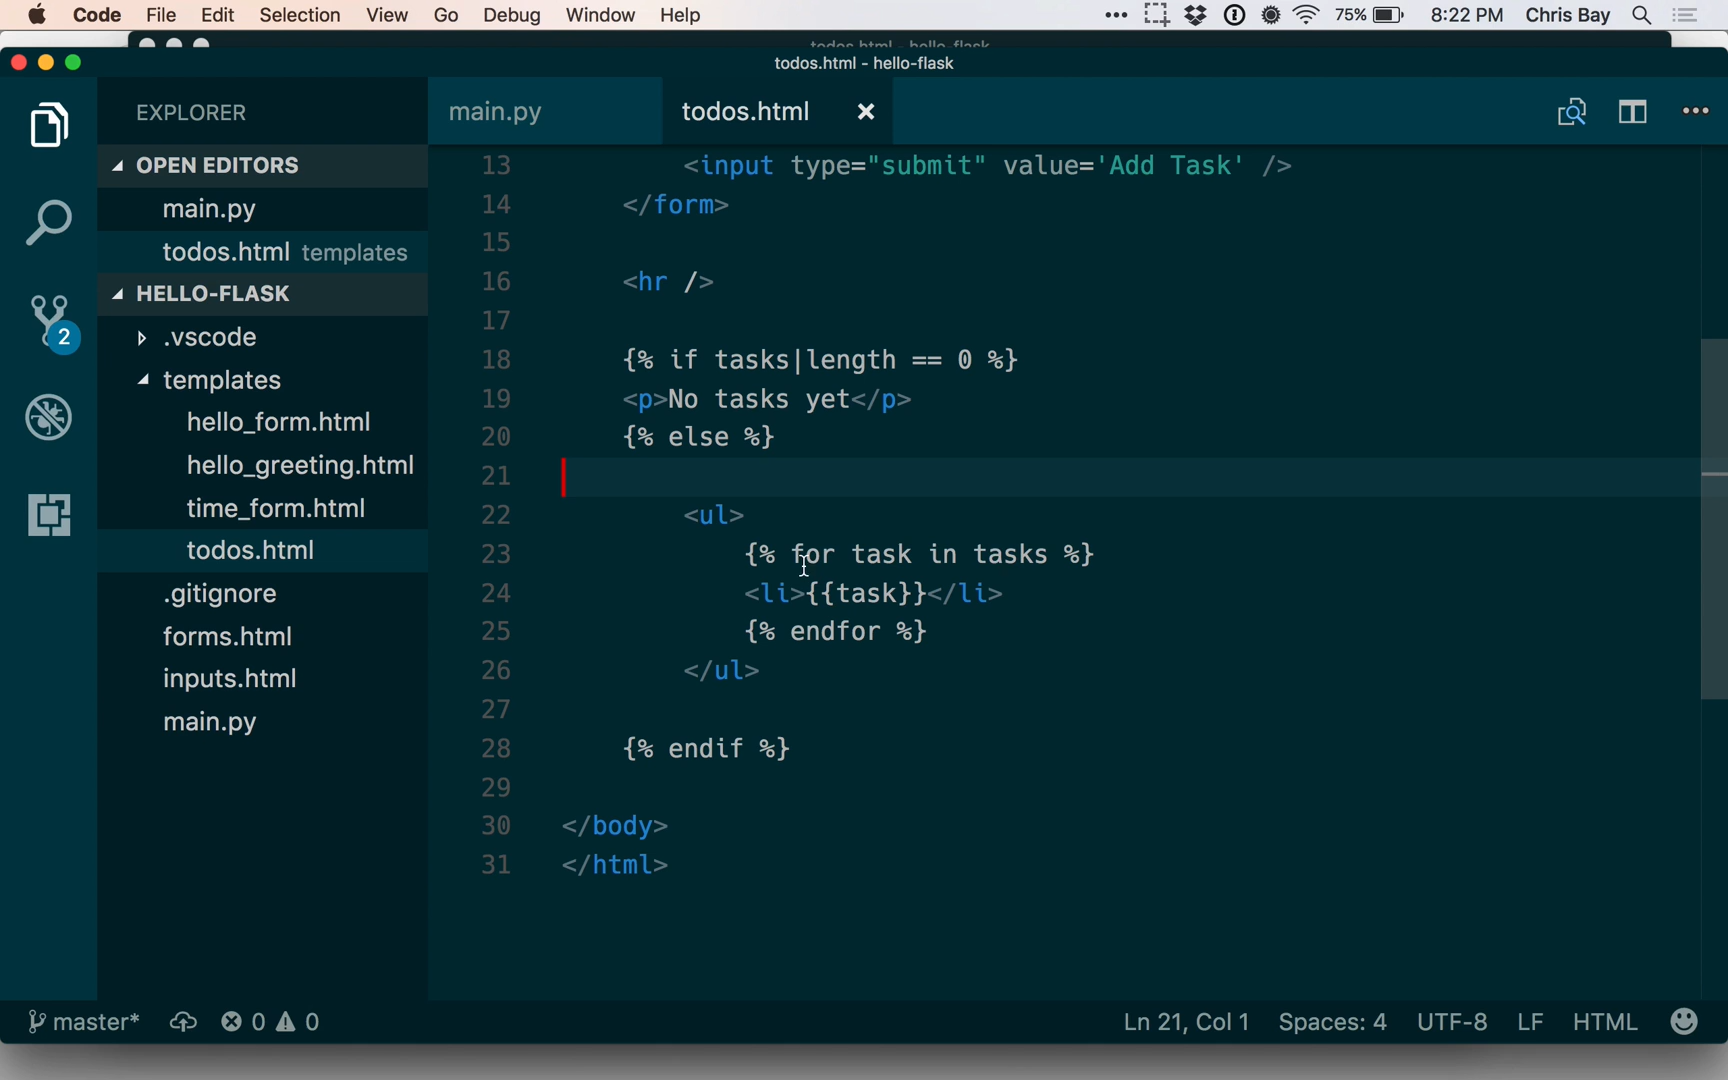 Code File Edit Selection View Go Debug Window Help 75% 8:22 PM Chris Bay
todos.html - hello-flask
todos.html - hello-flask
EXPLORER
OPEN EDITORS
main.py
todos.html templates
HELLO-FLASK
.vscode
templates
hello_form.html
hello_greeting.html
time_form.html
todos.html
.gitignore
forms.html
inputs.html
main.py
2
main.py todos.html
13 <input type="submit" value='Add Task' />
14 </form>
15
16 <hr />
17
18 {% if tasks|length == 0 %}
19 <p>No tasks yet</p>
20 {% else %}
21
22 <ul>
23 {% for task in tasks %}
24 <li>{{task}}</li>
25 {% endfor %}
26 </ul>
27
28 {% endif %}
29
30 </body>
31 </html>
master* 0 0 Ln 21, Col 1 Spaces: 4 UTF-8 LF HTML